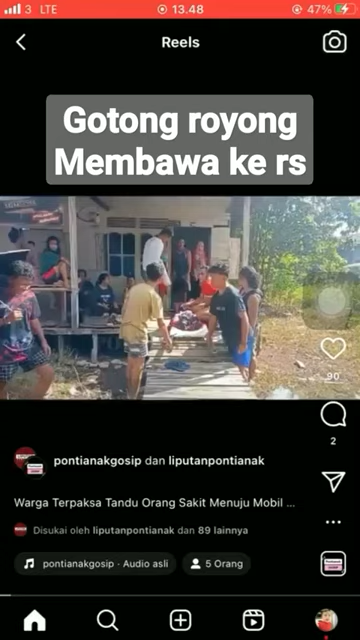 3 LTE
13.48
47%
Reels
Gotong royong
Membawa ke rs
90
2
pontianakgosip dan liputanpontianak
Warga Terpaksa Tandu Orang Sakit Menuju Mobil ...
Disukai oleh liputanpontianak dan 89 lainnya
pontianakgosip · Audio asli
5 Orang